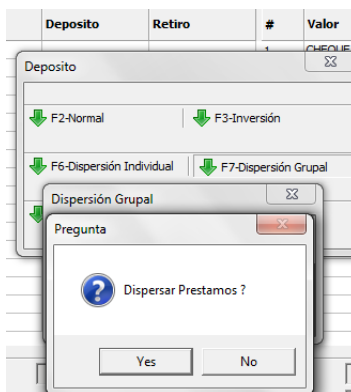 Deposito Retiro # Valor
1 CHEQUE
Deposito
F2-Normal F3-Inversión
F6-Dispersión Individual F7-Dispersión Grupal
Dispersión Grupal
Pregunta
Dispersar Prestamos ?
Yes No